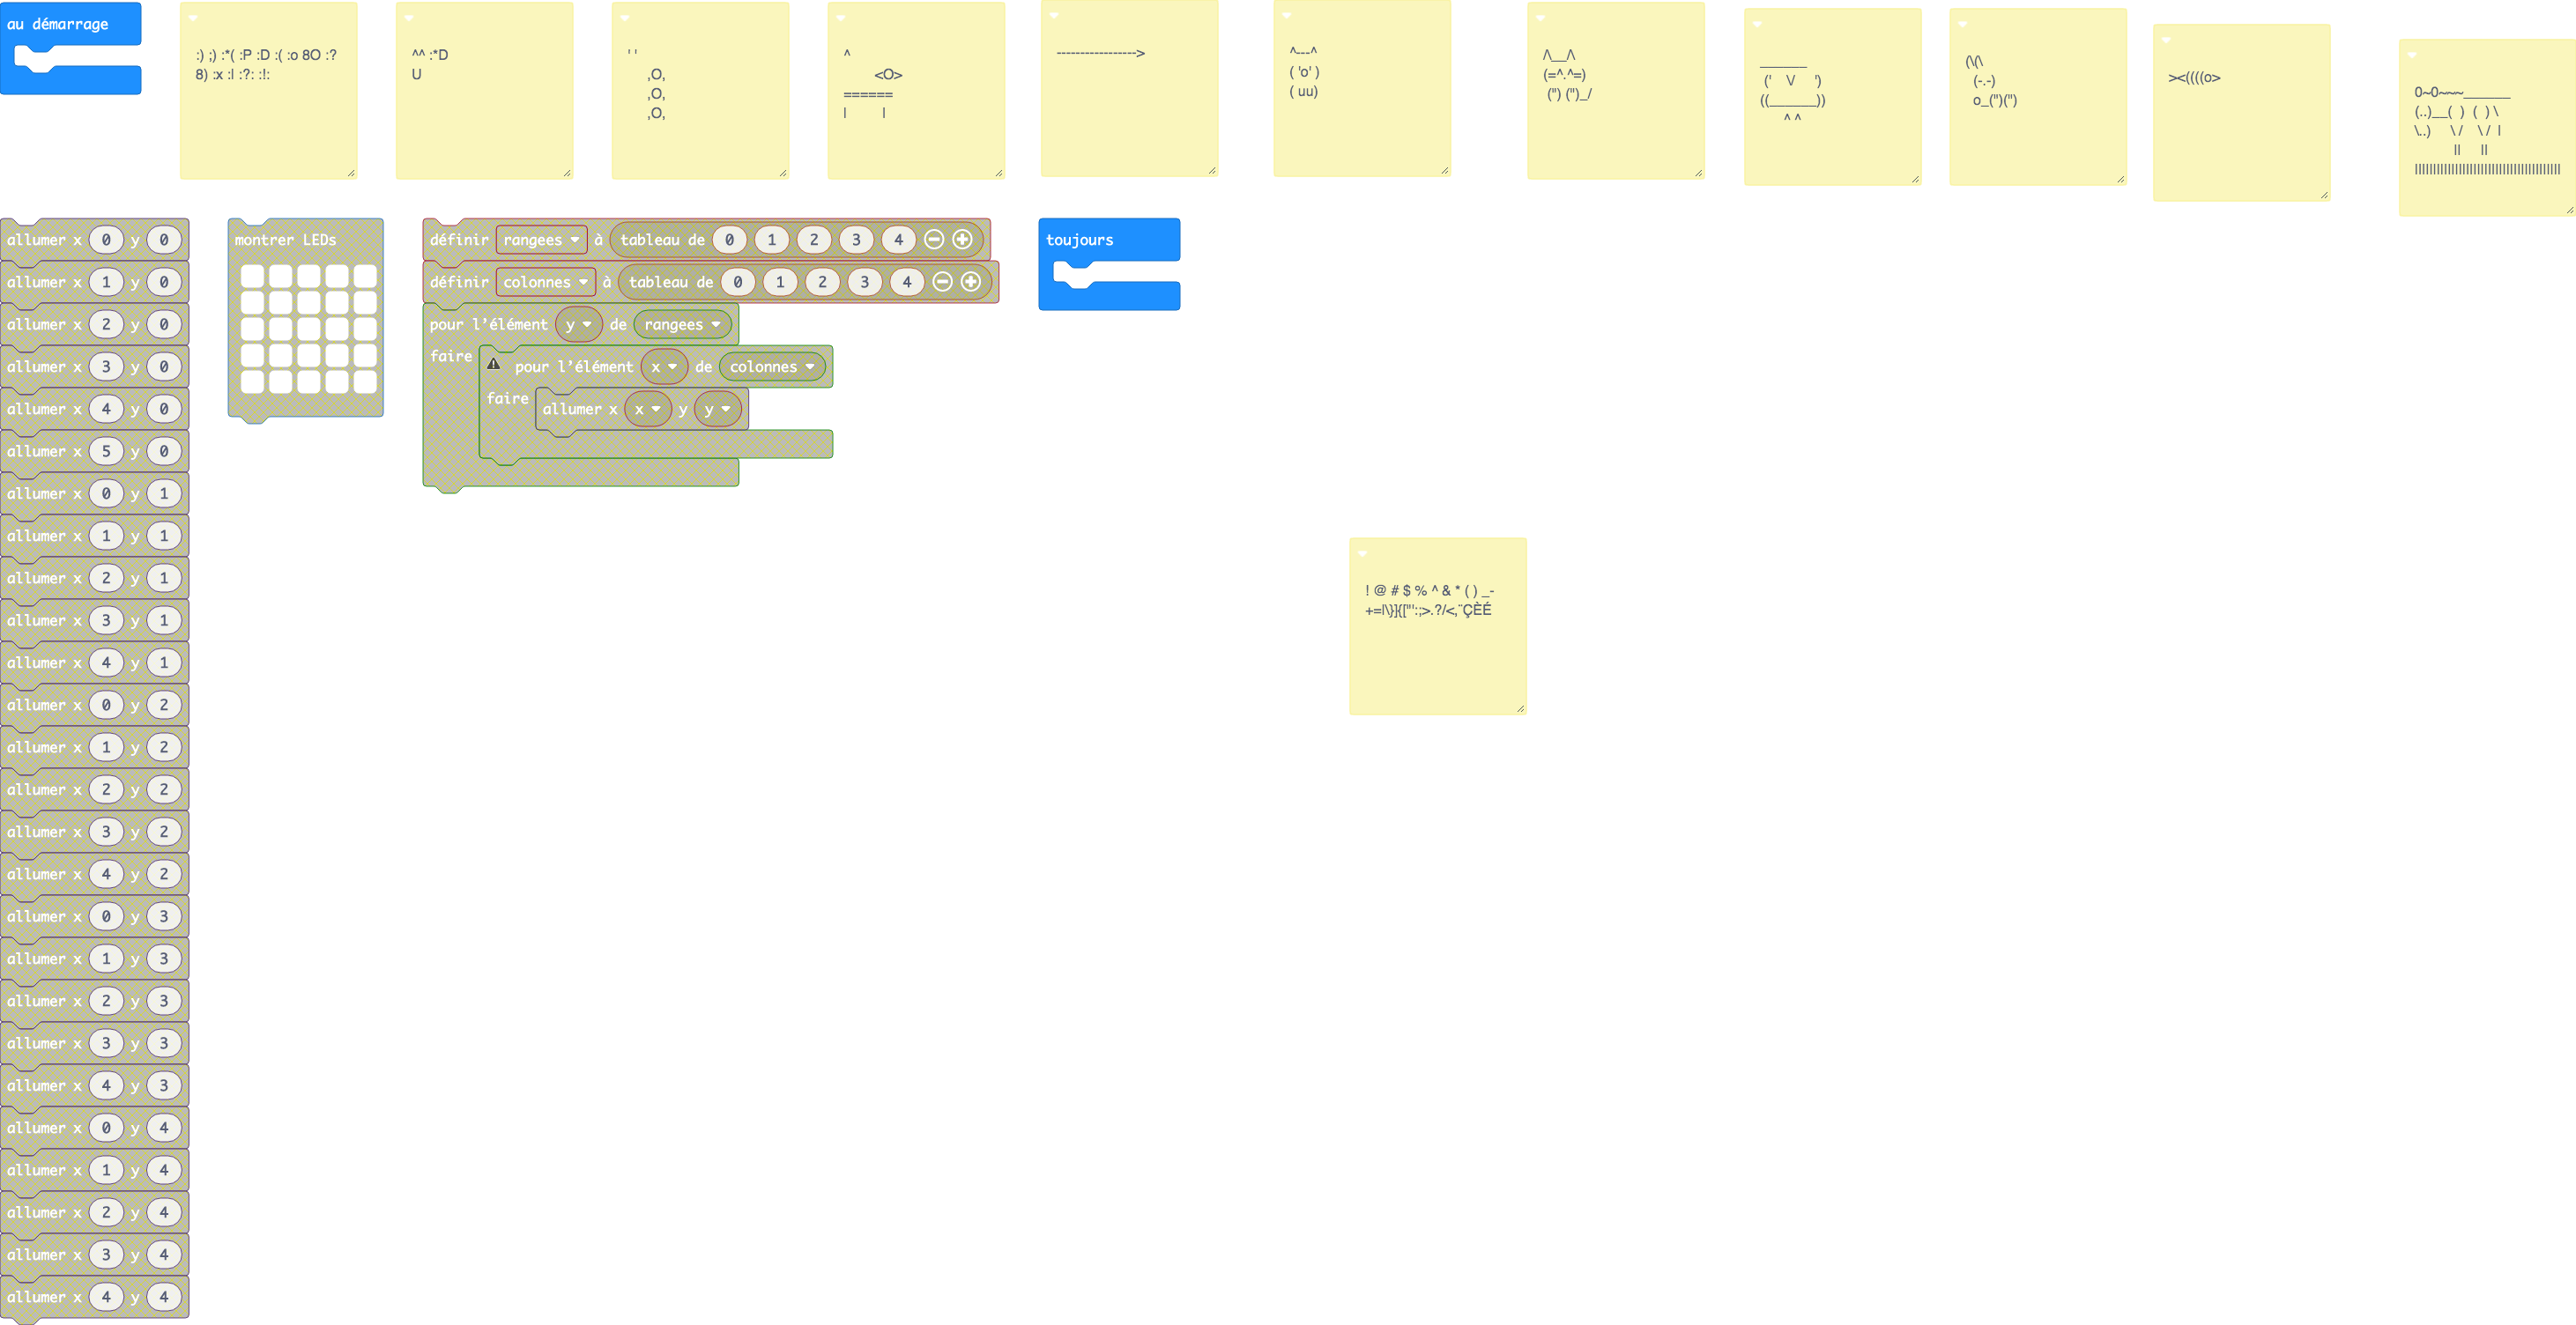 au démarrage
:) ;) :*( :P :D :( :o 8O :?
8) :x :l :?: :!:
^^ :*D
U
' '
,O,
,O,
,O,
^
<O>
======
l l
----------------->
^---^
( 'o' )
( uu)
/\__/\
(=^.^=)
(") (")_/
______
(' \/ ')
((______))
^ ^
(\(\
(-.-)
o_(")(")
><((((o>
0~0~~~______
(..)__( ) ( ) \
\..) \ / \ / l
ll ll
llllllllllllllllllllllllllllllllllllllll
allumer x 0 y 0
allumer x 1 y 0
allumer x 2 y 0
allumer x 3 y 0
allumer x 4 y 0
allumer x 5 y 0
allumer x 0 y 1
allumer x 1 y 1
allumer x 2 y 1
allumer x 3 y 1
allumer x 4 y 1
allumer x 0 y 2
allumer x 1 y 2
allumer x 2 y 2
allumer x 3 y 2
allumer x 4 y 2
allumer x 0 y 3
allumer x 1 y 3
allumer x 2 y 3
allumer x 3 y 3
allumer x 4 y 3
allumer x 0 y 4
allumer x 1 y 4
allumer x 2 y 4
allumer x 3 y 4
allumer x 4 y 4
montrer LEDs
définir rangees à tableau de 0 1 2 3 4
définir colonnes à tableau de 0 1 2 3 4
pour l'élément y de rangees
faire
pour l'élément x de colonnes
faire
allumer x x y y
toujours
! @ # $ % ^ & * ( ) _-
+=l\}]{["':;>.?/<,¨ÇÈÉ